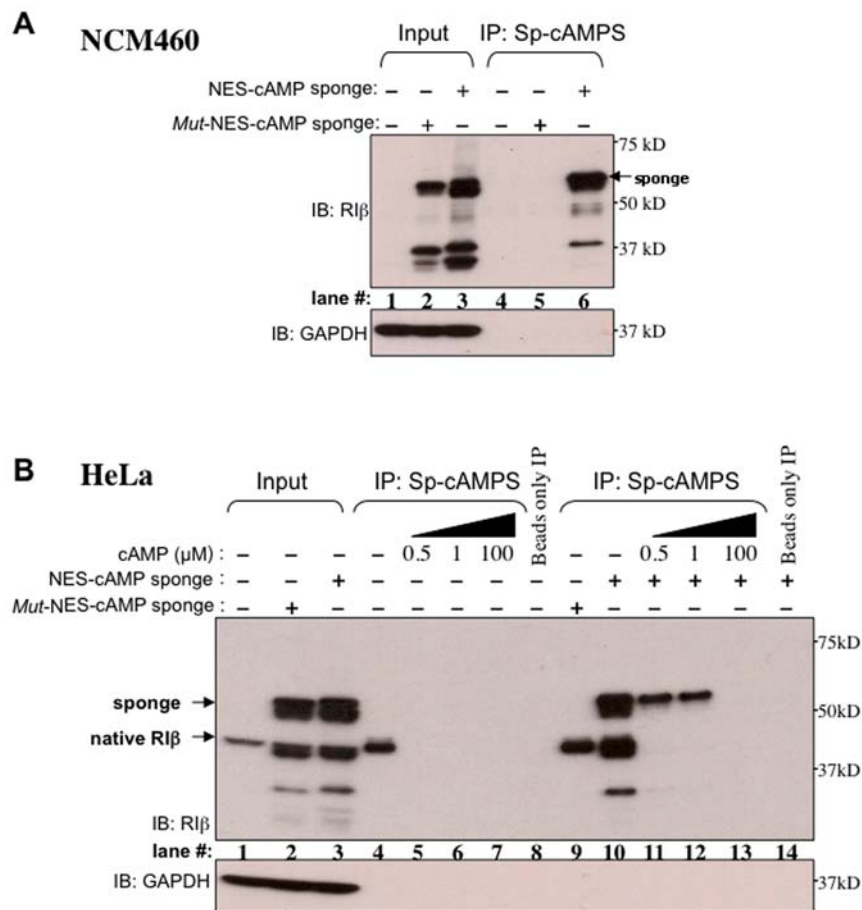 A NCM460
Input IP: Sp-cAMPS
NES-cAMP sponge: – – + – – +
Mut-NES-cAMP sponge: – + – – + –
75 kD
sponge
IB: RIβ
50 kD
37 kD
lane #: 1 2 3 4 5 6
IB: GAPDH 37 kD
B HeLa
Input IP: Sp-cAMPS Beads only IP IP: Sp-cAMPS Beads only IP
cAMP (µM) : – – – – 0.5 1 100 – – – 0.5 1 100 –
NES-cAMP sponge : – – + – – – – – – + + + + +
Mut-NES-cAMP sponge : – + – – – – – – + – – – – –
75kD
sponge
50kD
native RIβ
37kD
IB: RIβ
lane #: 1 2 3 4 5 6 7 8 9 10 11 12 13 14
IB: GAPDH 37kD